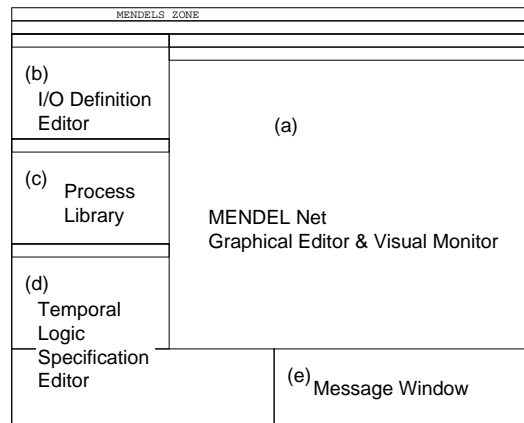 MENDELS ZONE
(b)
I/O Definition
Editor
(a)
(c)
Process
Library
MENDEL Net
Graphical Editor & Visual Monitor
(d)
Temporal
Logic
Specification
Editor
(e)
Message Window